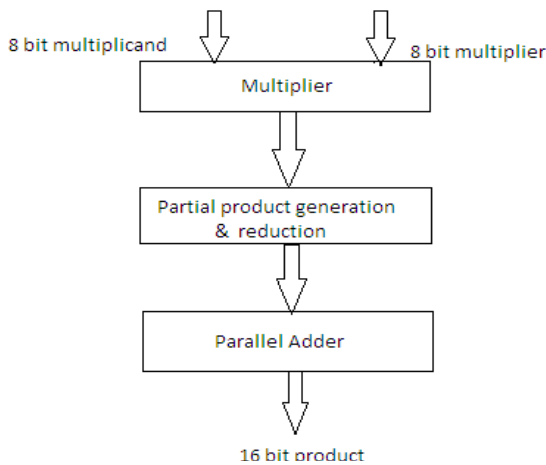 8 bit multiplicand
8 bit multiplier
Multiplier
Partial product generation
& reduction
Parallel Adder
16 bit product